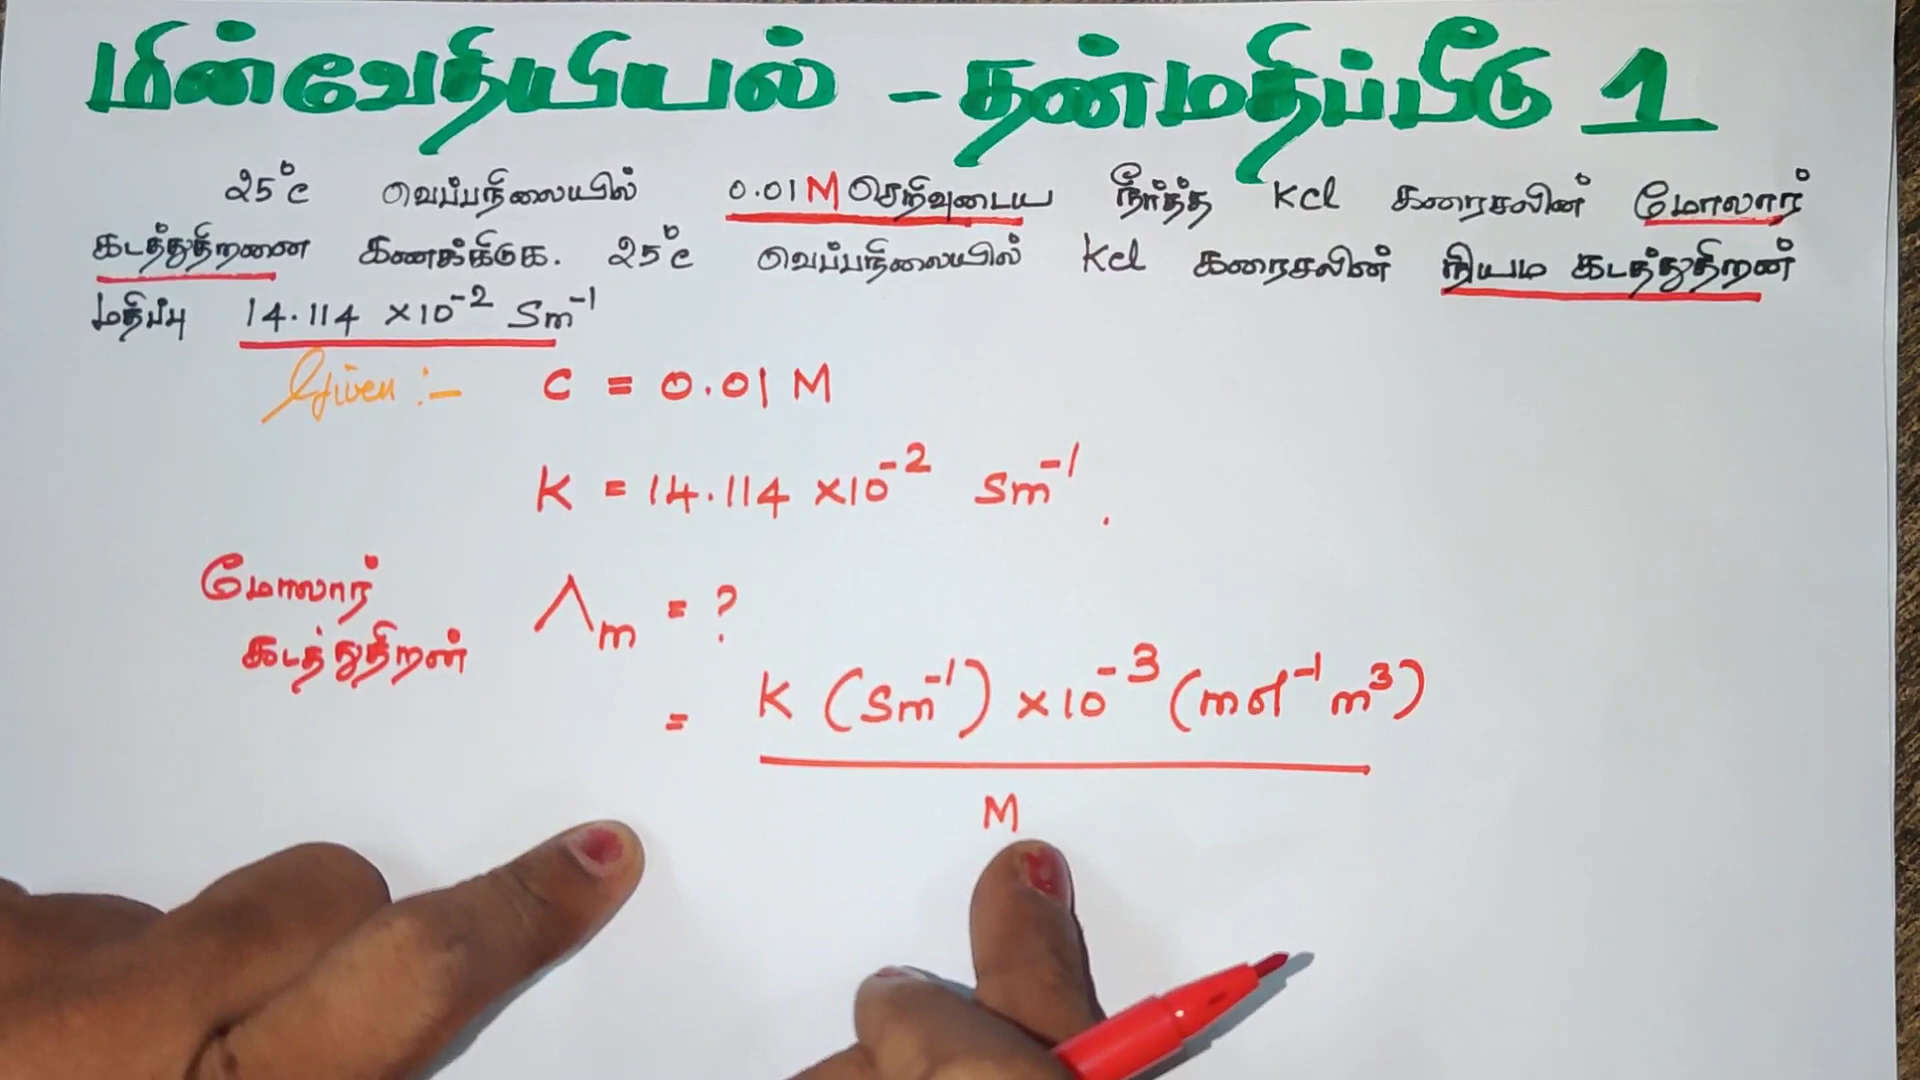 மின்வேதியியல் - தண்மதிப்பீடு 1
25°c வெப்பநிலையில் 0.01M செறிவுடைய நீர்த்த KCl கரைசலின் மோலார்
கடத்துதிறனை கணக்கிடுக. 25°c வெப்பநிலையில் KCl கரைசலின் நியம கடத்துதிறன்
மதிப்பு 14.114 ×10⁻² Sm⁻¹
Given :- C = 0.01 M
K = 14.114 ×10⁻² Sm⁻¹.
மோலார் கடத்துதிறன் Λm = ?
= K (Sm⁻¹) ×10⁻³ (mol⁻¹ m³)
M